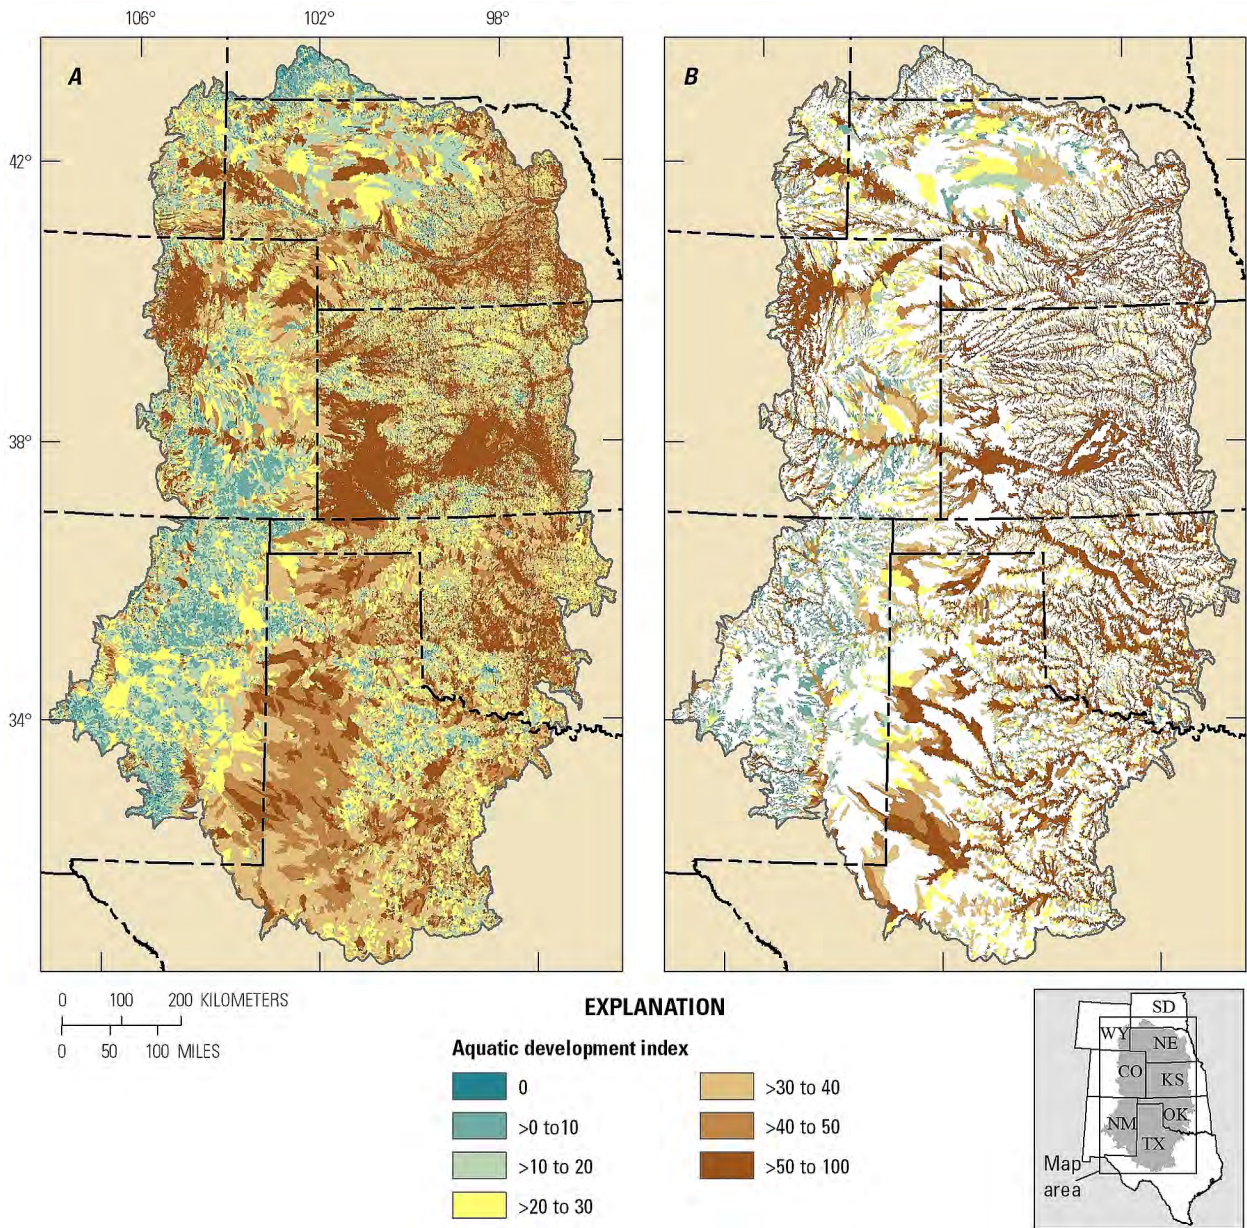 106° 102° 98°
A
B
42°
38°
34°
0 100 200 KILOMETERS
0 50 100 MILES
EXPLANATION
Aquatic development index
0
>0 to10
>10 to 20
>20 to 30
>30 to 40
>40 to 50
>50 to 100
SD
WY
NE
CO
KS
NM
OK
TX
Map
area